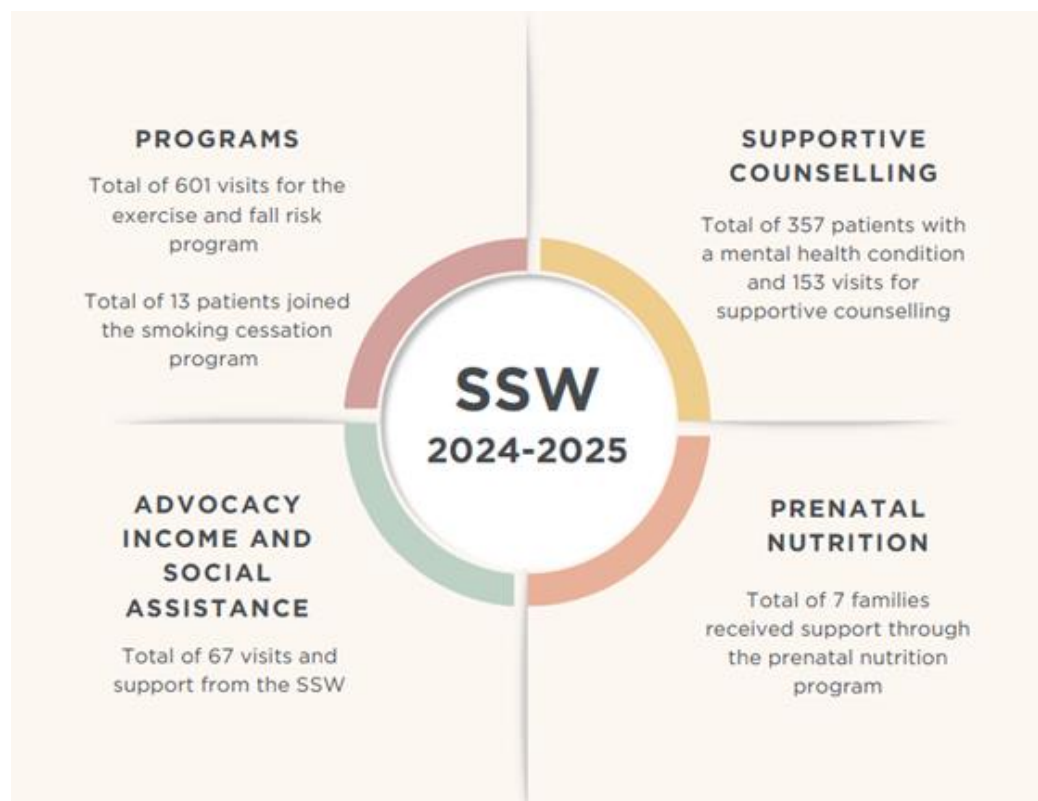 PROGRAMS
Total of 601 visits for the
exercise and fall risk
program
Total of 13 patients joined
the smoking cessation
program
SUPPORTIVE
COUNSELLING
Total of 357 patients with
a mental health condition
and 153 visits for
supportive counselling
SSW
2024-2025
ADVOCACY
INCOME AND
SOCIAL
ASSISTANCE
Total of 67 visits and
support from the SSW
PRENATAL
NUTRITION
Total of 7 families
received support through
the prenatal nutrition
program